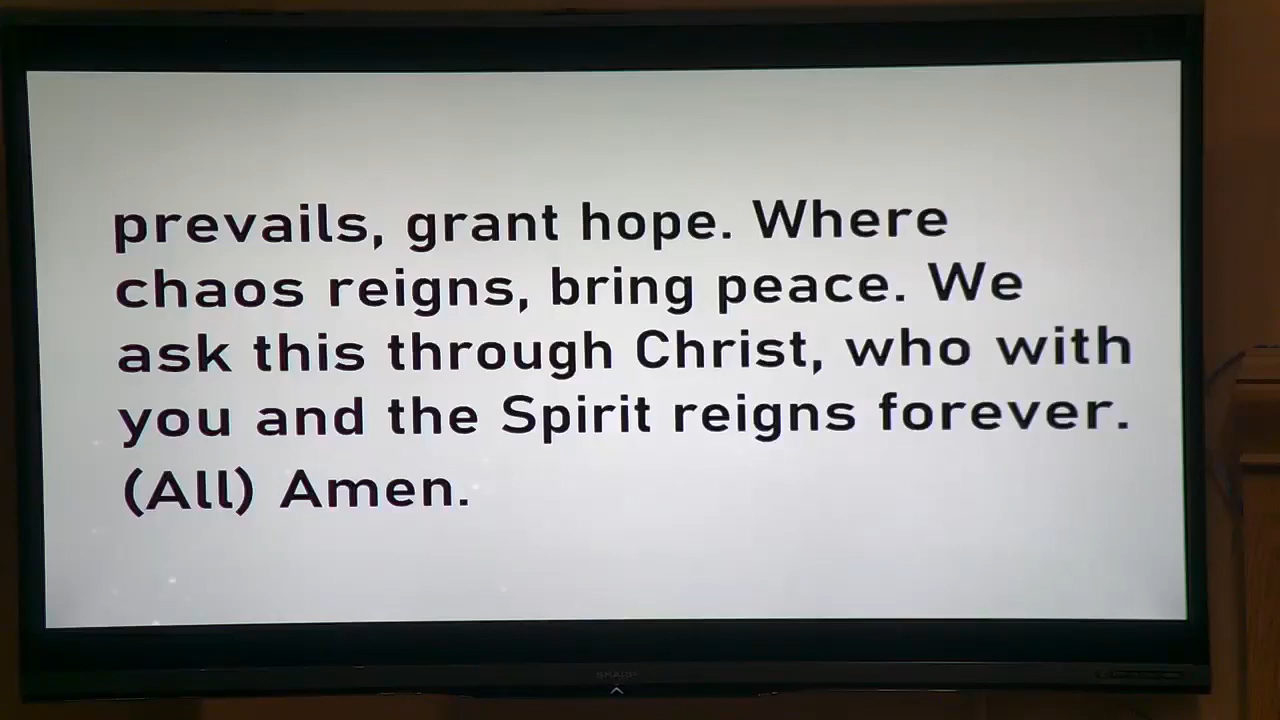 prevails, grant hope. Where
chaos reigns, bring peace. We
ask this through Christ, who with
you and the Spirit reigns forever.
(All) Amen.
SHARP